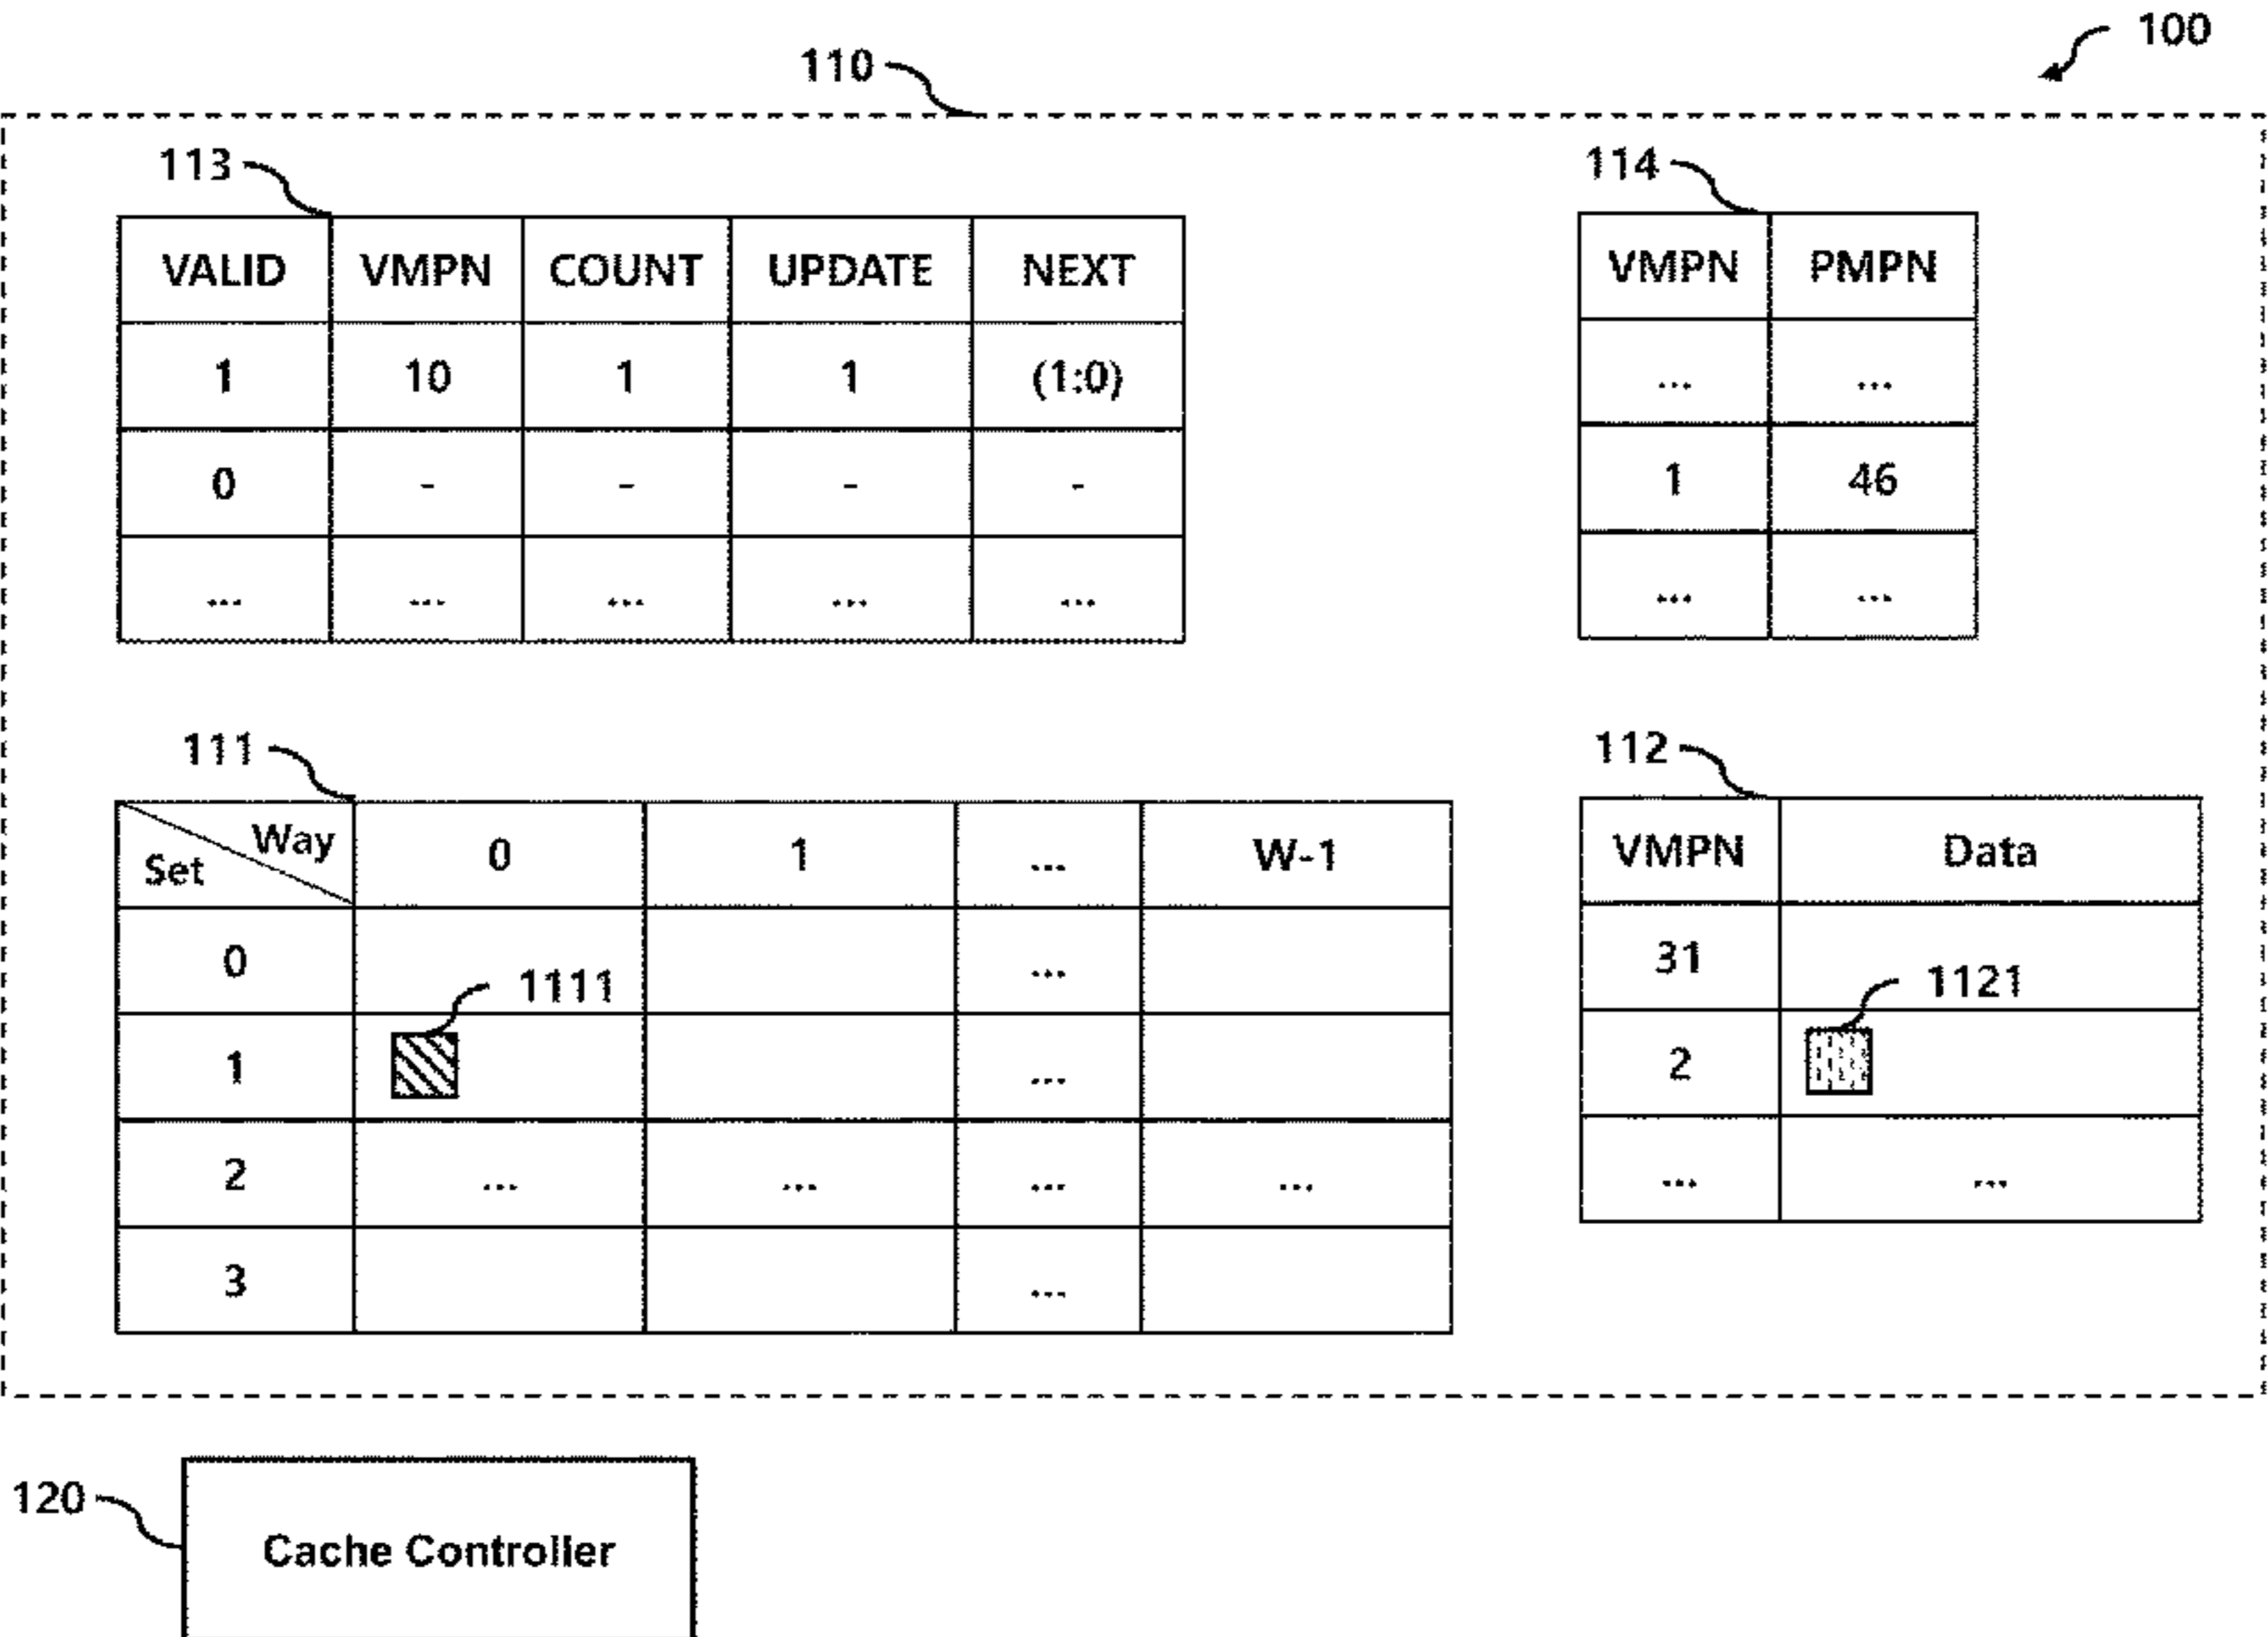 100
110
113
114
VALID VMPN COUNT UPDATE NEXT
1 10 1 1 (1:0)
0 - - - -
... ... ... ... ...
VMPN PMPN
... ...
1 46
... ...
111
112
Way
Set
0 1 ... W-1
0 ...
1111
1 ...
2 ... ... ... ...
3 ...
VMPN Data
31
1121
2
... ...
120
Cache Controller